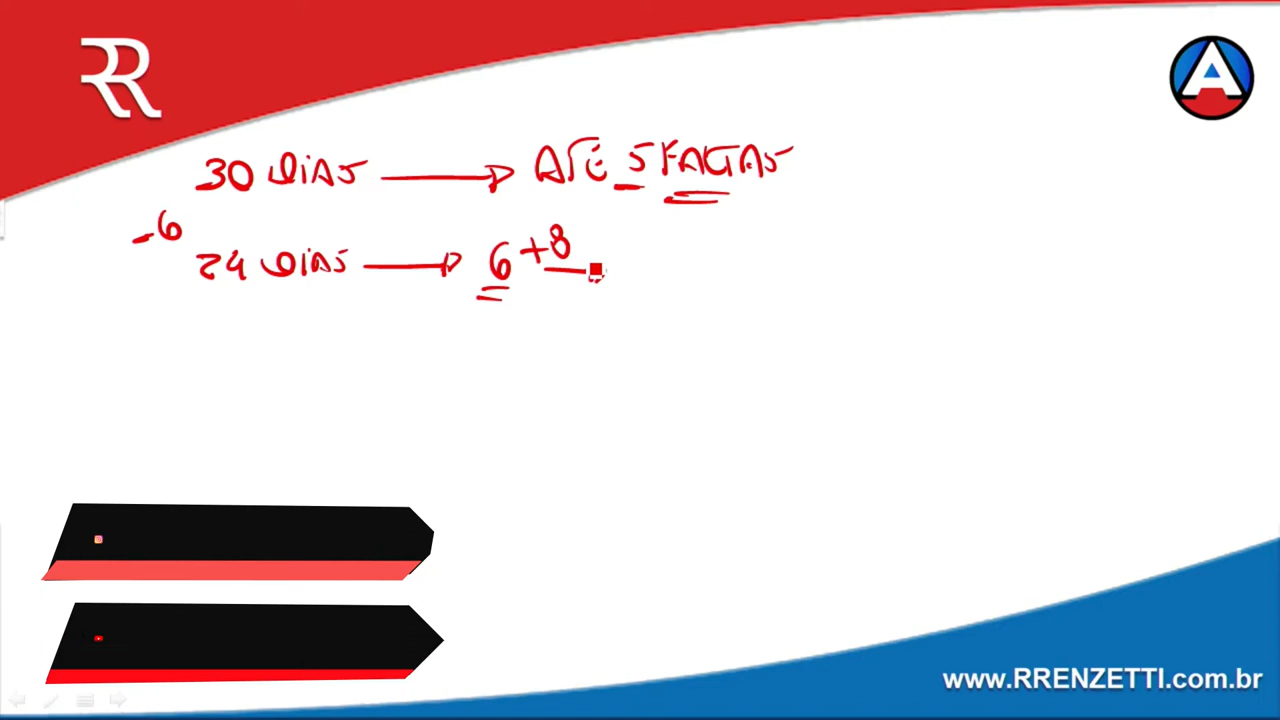 RR
A
30 DIAS → ATÉ 5 FALTAS
-6
24 DIAS → 6 +8
www.RRENZETTI.com.br